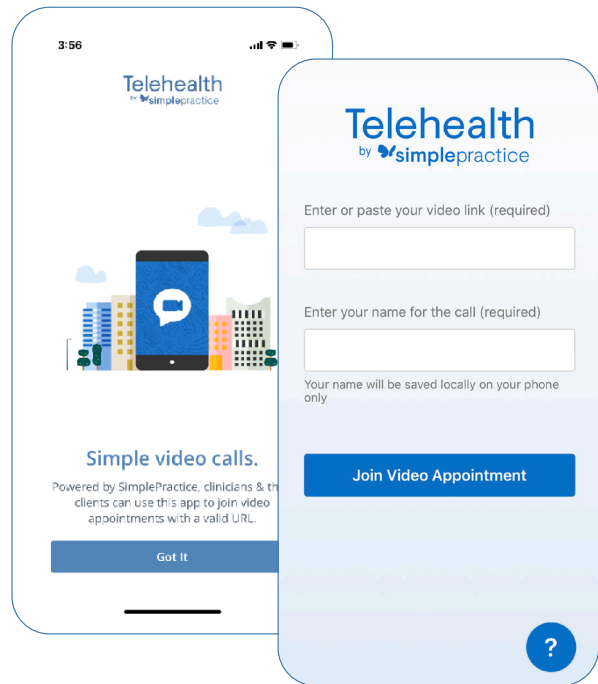 3:56
Telehealth
by simplepractice
Simple video calls.
Powered by SimplePractice, clinicians & th
clients can use this app to join video
appointments with a valid URL.
Got It
Telehealth
by simplepractice
Enter or paste your video link (required)
Enter your name for the call (required)
Your name will be saved locally on your phone
only
Join Video Appointment
?